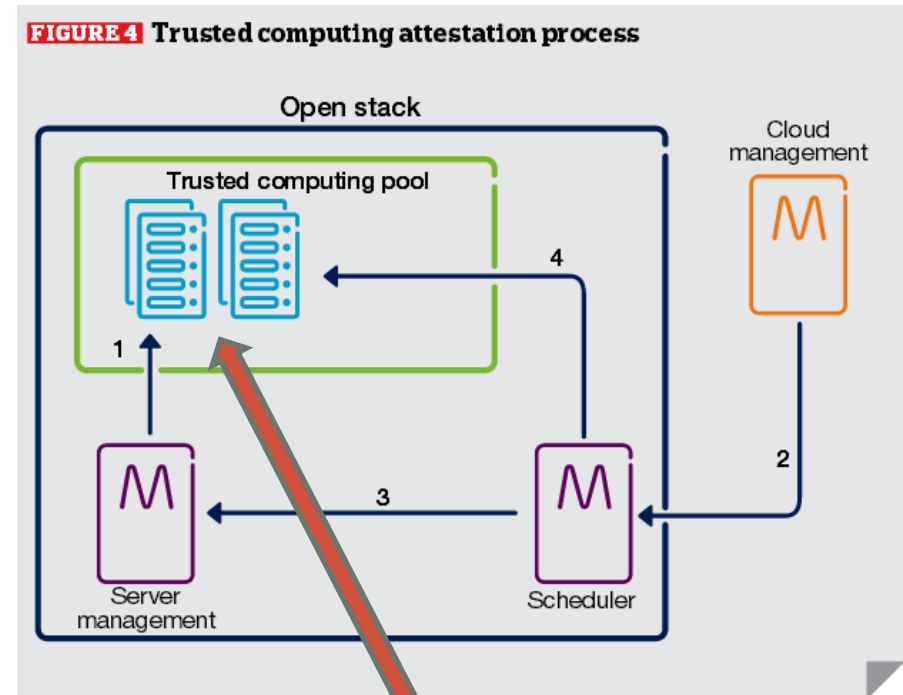 FIGURE 4 Trusted computing attestation process
Open stack
Cloud
management
Trusted computing pool
4
1
2
3
Server
management
Scheduler